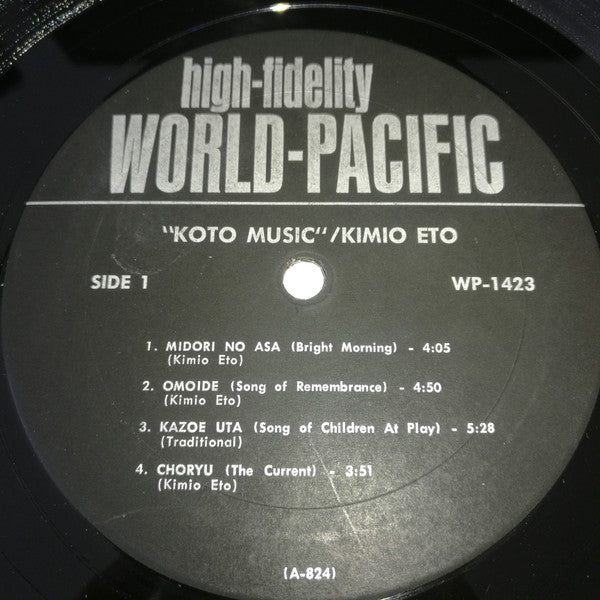 high-fidelity
WORLD-PACIFIC
"KOTO MUSIC"/KIMIO ETO
SIDE 1
WP-1423
1. MIDORI NO ASA (Bright Morning) - 4:05
(Kimio Eto)
2. OMOIDE (Song of Remembrance) - 4:50
(Kimio Eto)
3. KAZOE UTA (Song of Children At Play) - 5:28
(Traditional)
4. CHORYU (The Current) - 3:51
(Kimio Eto)
(A-824)